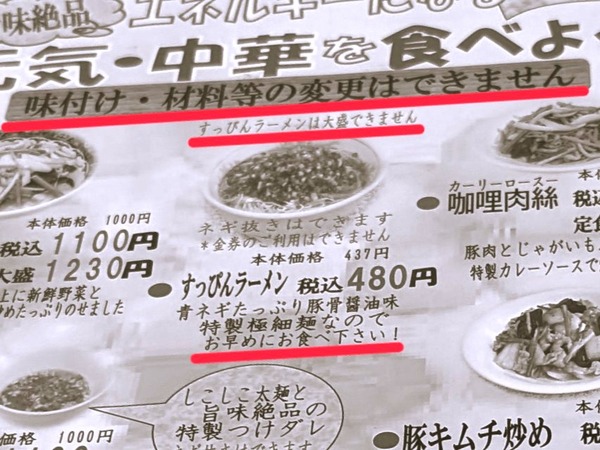 味絶品
エネルギーになる
元気・中華を食べよ
味付け・材料等の変更はできません
すっぴんラーメンは大盛できません
本体価格 1000円
税込 1100円
大盛 1230円
上に新鮮野菜と
めたっぷりのせました
ネギ抜きはできます
*金券のご利用はできません
本体価格 437円
●すっぴんラーメン 税込480円
青ネギたっぷり豚骨醤油味
特製極細麺なので
お早めにお食べ下さい！
カーリーロースー
●咖喱肉絲
本体
税
定食
豚肉とじゃがいも
特製カレーソースで
しこしこ太麺と
旨味絶品の
特製つけダレ
価格 1000円
本体
●豚キムチ炒め 税